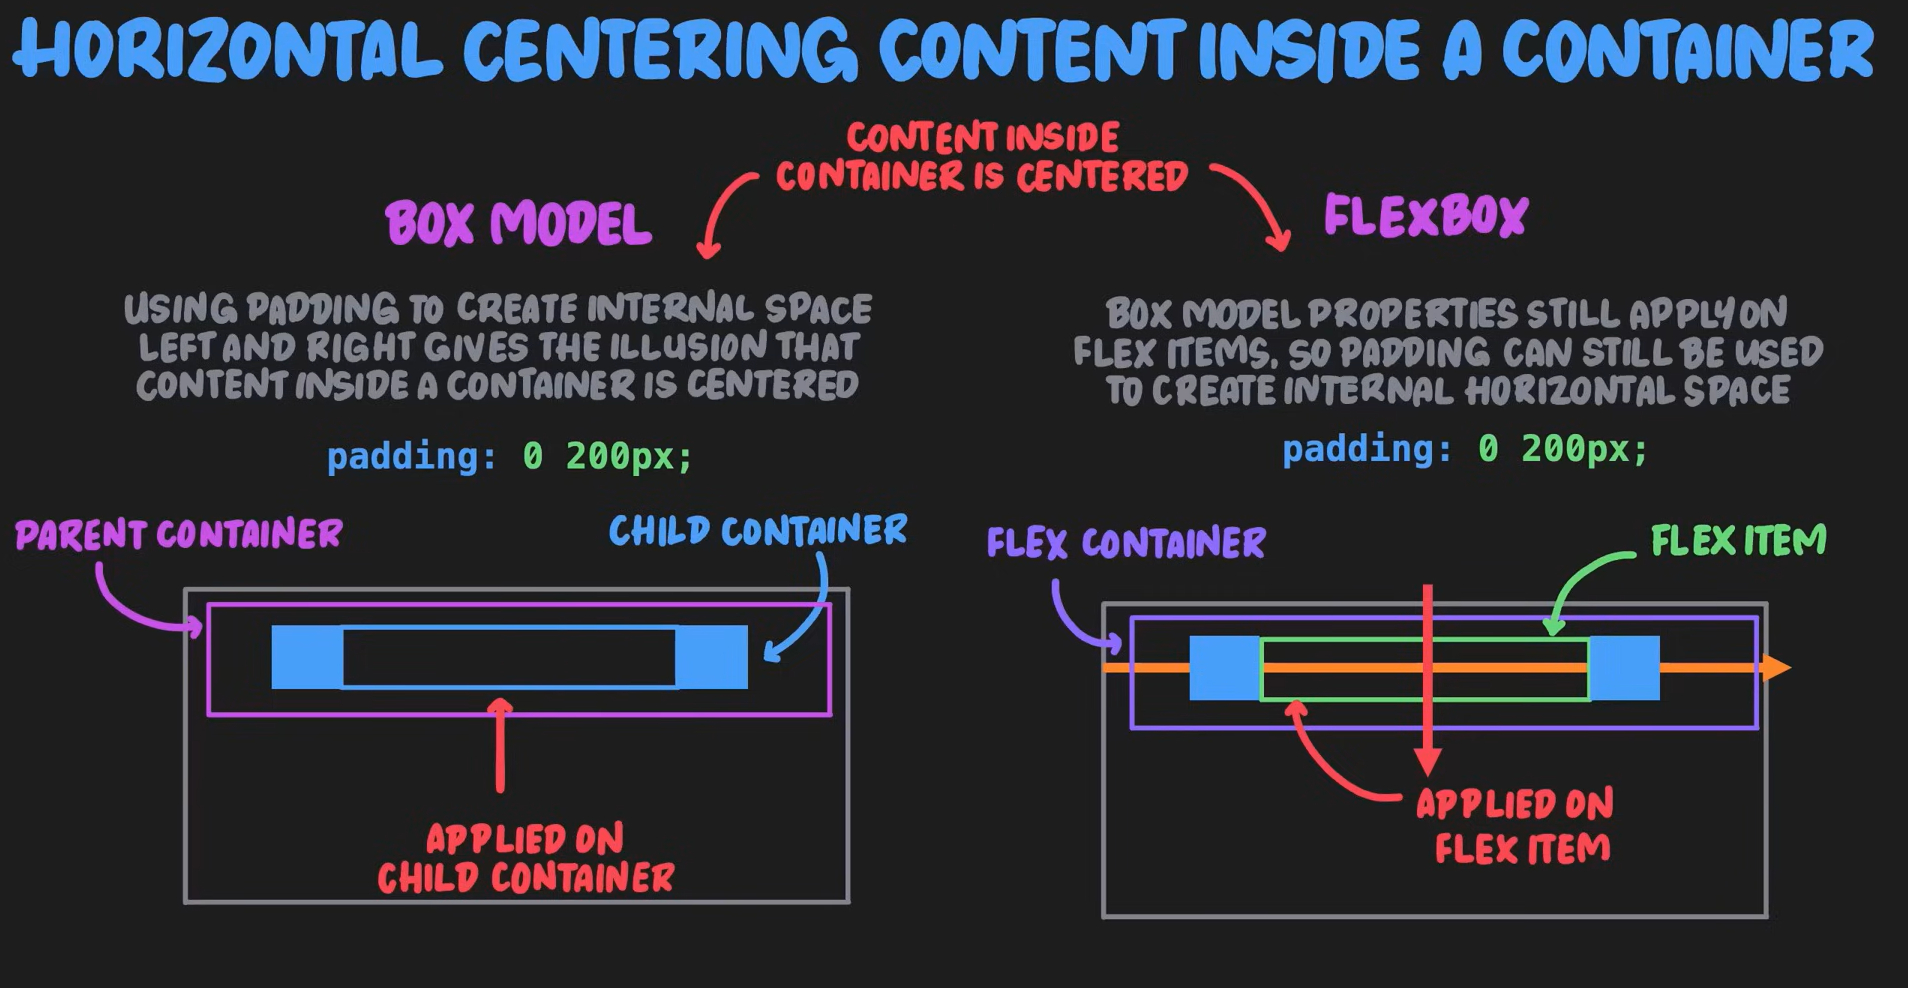 HORIZONTAL CENTERING CONTENT INSIDE A CONTAINER
CONTENT INSIDE
CONTAINER IS CENTERED
BOX MODEL
USING PADDING TO CREATE INTERNAL SPACE
LEFT AND RIGHT GIVES THE ILLUSION THAT
CONTENT INSIDE A CONTAINER IS CENTERED
padding: 0 200px;
PARENT CONTAINER
CHILD CONTAINER
APPLIED ON
CHILD CONTAINER
FLEXBOX
BOX MODEL PROPERTIES STILL APPLY ON
FLEX ITEMS, SO PADDING CAN STILL BE USED
TO CREATE INTERNAL HORIZONTAL SPACE
padding: 0 200px;
FLEX CONTAINER
FLEX ITEM
APPLIED ON
FLEX ITEM